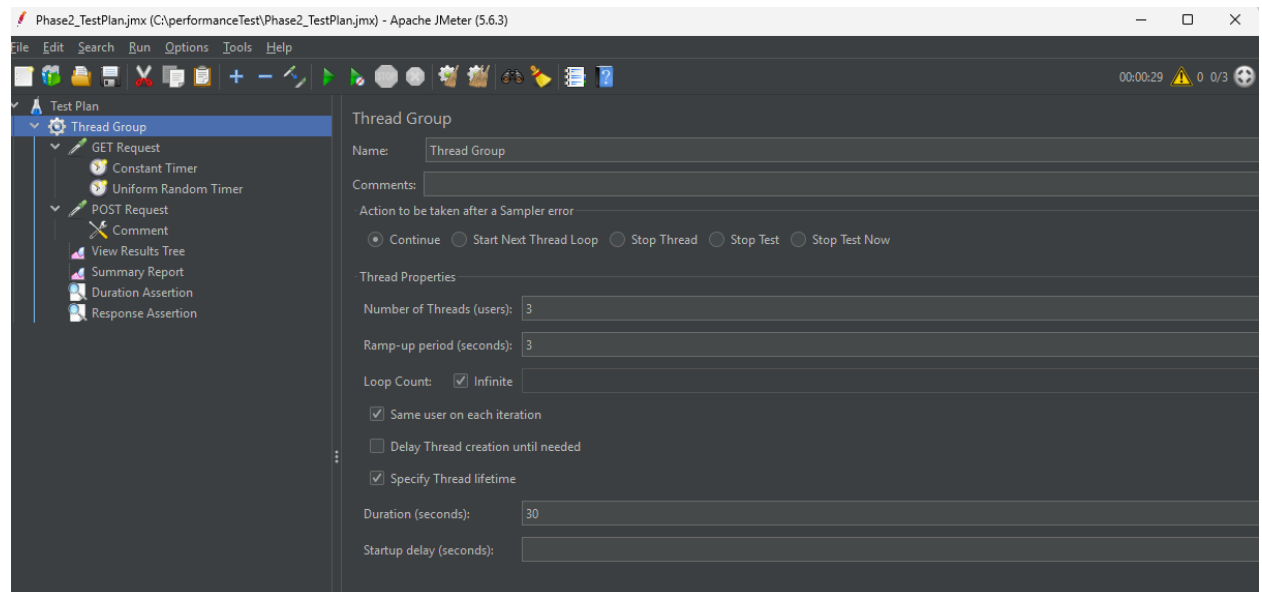 Phase2_TestPlan.jmx (C:\performanceTest\Phase2_TestPlan.jmx) - Apache JMeter (5.6.3)
File Edit Search Run Options Tools Help
00:00:29 0 0/3
Test Plan
Thread Group
GET Request
Constant Timer
Uniform Random Timer
POST Request
Comment
View Results Tree
Summary Report
Duration Assertion
Response Assertion
Thread Group
Name: Thread Group
Comments:
Action to be taken after a Sampler error
Continue Start Next Thread Loop Stop Thread Stop Test Stop Test Now
Thread Properties
Number of Threads (users): 3
Ramp-up period (seconds): 3
Loop Count: Infinite
Same user on each iteration
Delay Thread creation until needed
Specify Thread lifetime
Duration (seconds): 30
Startup delay (seconds):